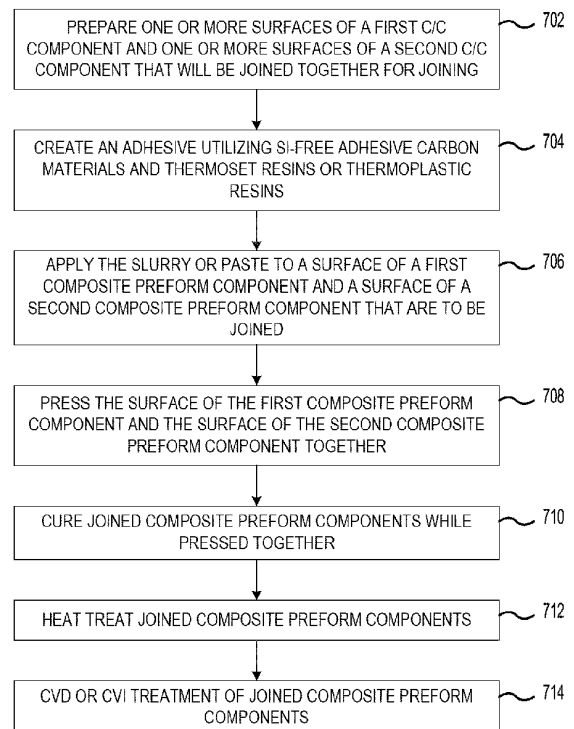 PREPARE ONE OR MORE SURFACES OF A FIRST C/C
COMPONENT AND ONE OR MORE SURFACES OF A SECOND C/C
COMPONENT THAT WILL BE JOINED TOGETHER FOR JOINING
702
CREATE AN ADHESIVE UTILIZING SI-FREE ADHESIVE CARBON
MATERIALS AND THERMOSET RESINS OR THERMOPLASTIC
RESINS
704
APPLY THE SLURRY OR PASTE TO A SURFACE OF A FIRST
COMPOSITE PREFORM COMPONENT AND A SURFACE OF A
SECOND COMPOSITE PREFORM COMPONENT THAT ARE TO BE
JOINED
706
PRESS THE SURFACE OF THE FIRST COMPOSITE PREFORM
COMPONENT AND THE SURFACE OF THE SECOND COMPOSITE
PREFORM COMPONENT TOGETHER
708
CURE JOINED COMPOSITE PREFORM COMPONENTS WHILE
PRESSED TOGETHER
710
HEAT TREAT JOINED COMPOSITE PREFORM COMPONENTS
712
CVD OR CVI TREATMENT OF JOINED COMPOSITE PREFORM
COMPONENTS
714